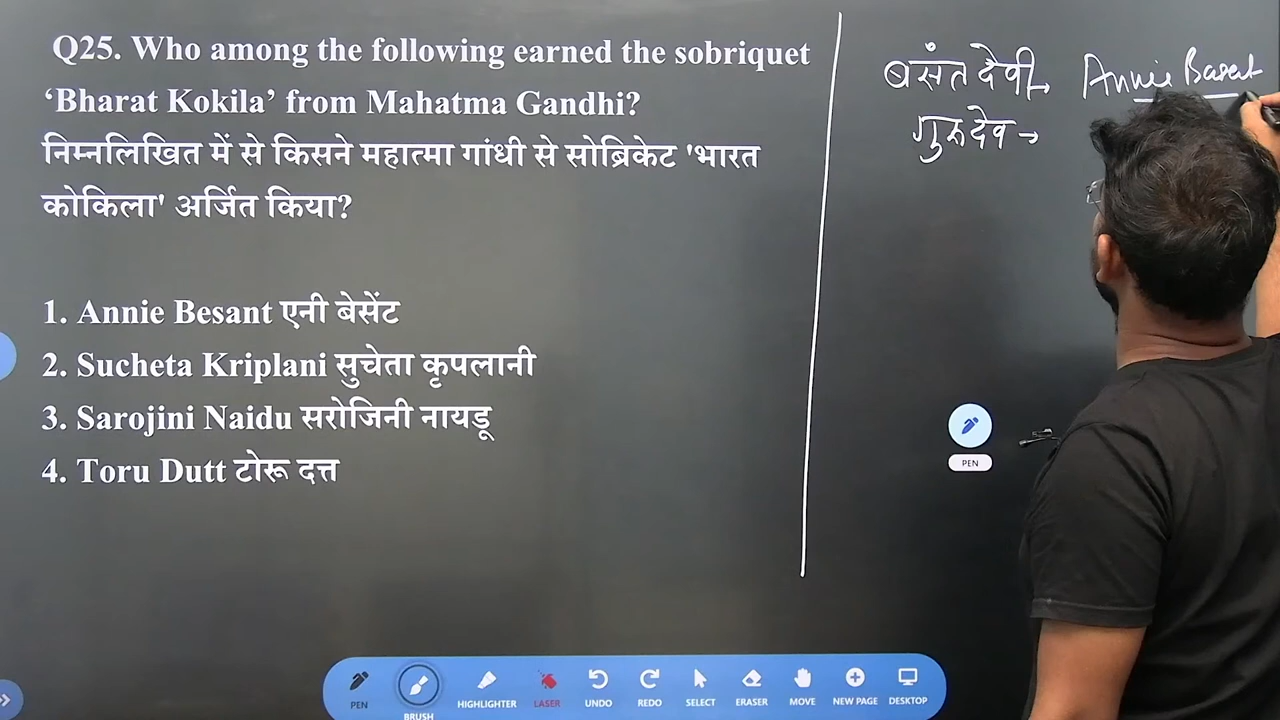 Q25. Who among the following earned the sobriquet
‘Bharat Kokila’ from Mahatma Gandhi?
निम्नलिखित में से किसने महात्मा गांधी से सोब्रिकेट 'भारत
कोकिला' अर्जित किया?
1. Annie Besant एनी बेसेंट
2. Sucheta Kriplani सुचेता कृपलानी
3. Sarojini Naidu सरोजिनी नायडू
4. Toru Dutt टोरू दत्त
बसंत देवी → Annie Basat
गुरुदेव →
PEN
PEN
BRUSH
HIGHLIGHTER
LASER
UNDO
REDO
SELECT
ERASER
MOVE
NEW PAGE
DESKTOP